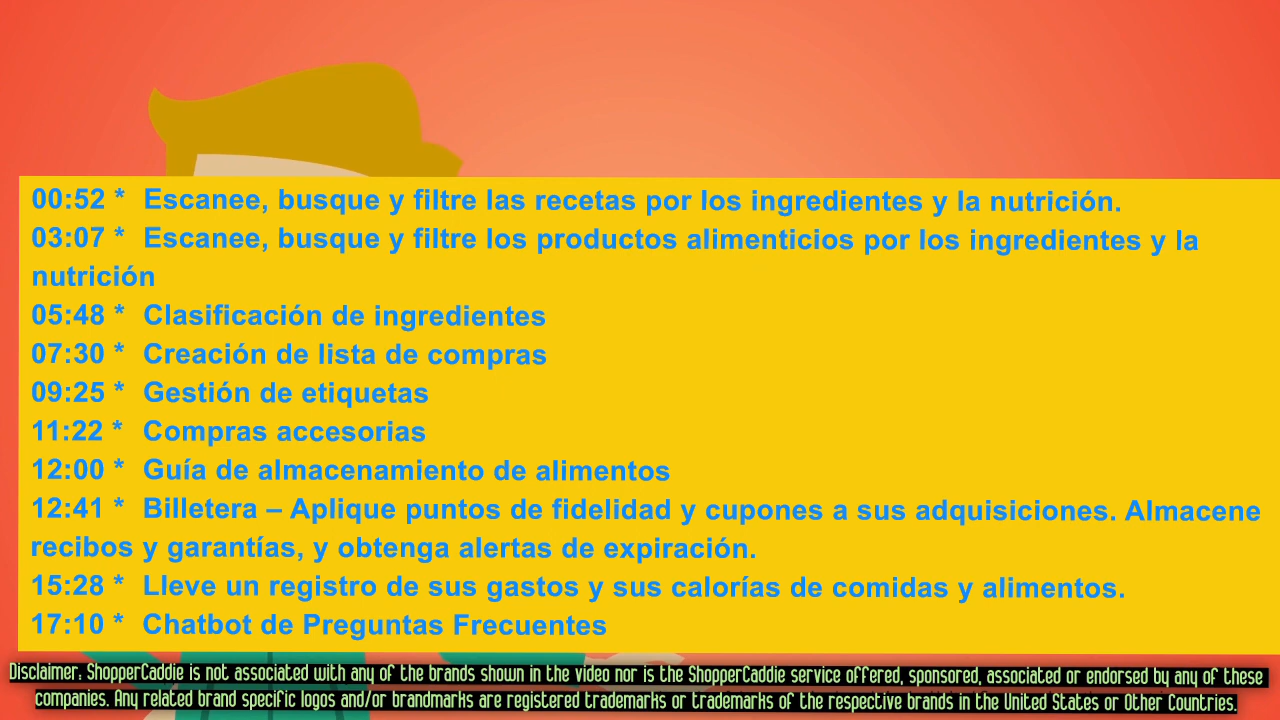 00:52 * Escanee, busque y filtre las recetas por los ingredientes y la nutrición.
03:07 * Escanee, busque y filtre los productos alimenticios por los ingredientes y la
nutrición
05:48 * Clasificación de ingredientes
07:30 * Creación de lista de compras
09:25 * Gestión de etiquetas
11:22 * Compras accesorias
12:00 * Guía de almacenamiento de alimentos
12:41 * Billetera – Aplique puntos de fidelidad y cupones a sus adquisiciones. Almacene
recibos y garantías, y obtenga alertas de expiración.
15:28 * Lleve un registro de sus gastos y sus calorías de comidas y alimentos.
17:10 * Chatbot de Preguntas Frecuentes
Disclaimer: ShopperCaddie is not associated with any of the brands shown in the video nor is the ShopperCaddie service offered, sponsored, associated or endorsed by any of these
companies. Any related brand specific logos and/or brandmarks are registered trademarks or trademarks of the respective brands in the United States or Other Countries.